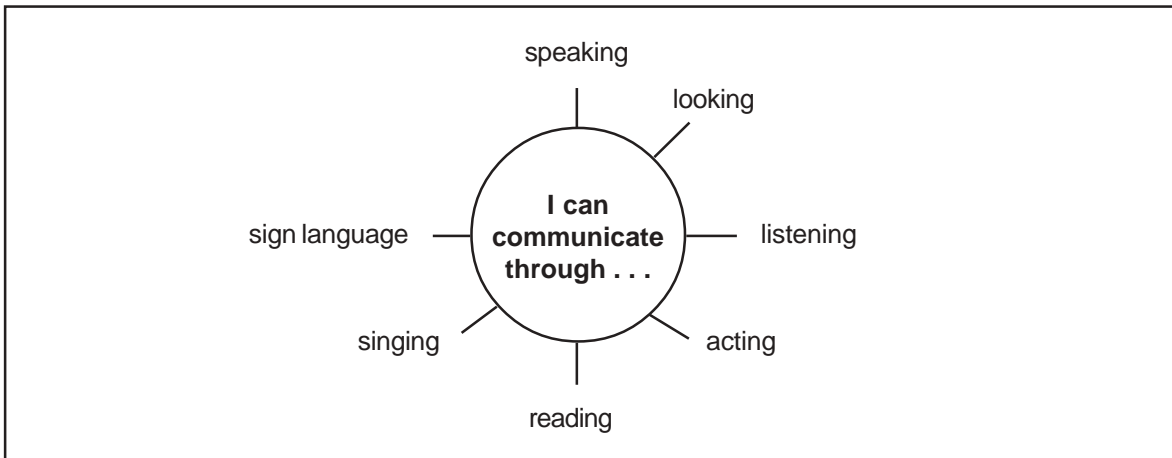 speaking
looking
I can
communicate
through . . .
sign language
listening
singing
acting
reading